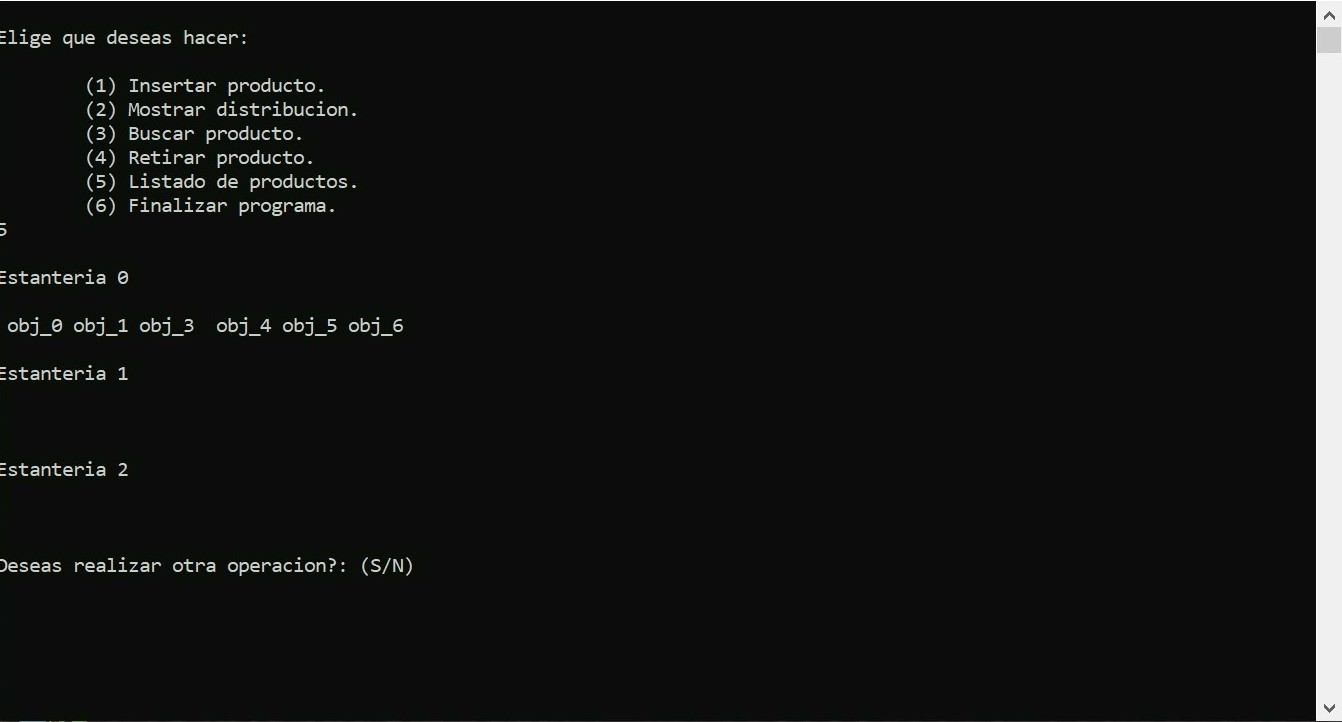 Elige que deseas hacer:
(1) Insertar producto.
(2) Mostrar distribucion.
(3) Buscar producto.
(4) Retirar producto.
(5) Listado de productos.
(6) Finalizar programa.
5
Estanteria 0
obj_0 obj_1 obj_3  obj_4 obj_5 obj_6
Estanteria 1
Estanteria 2
Deseas realizar otra operacion?: (S/N)